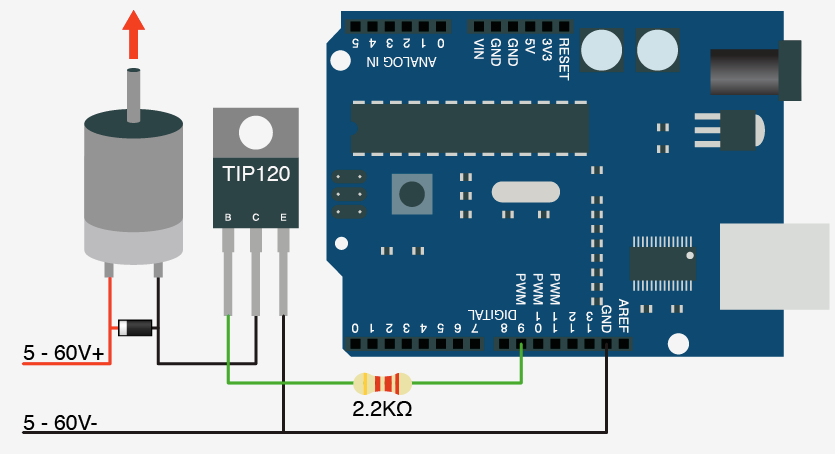 5 4 3 2 1 0
ANALOG IN
VIN GND GND 5V 3V3 RESET
TIP120
B C E
PWM PWM PWM
DIGITAL
0 1 2 3 4 5 6 7 8 9 10 11 12 13 GND AREF
5 - 60V+
2.2KΩ
5 - 60V-